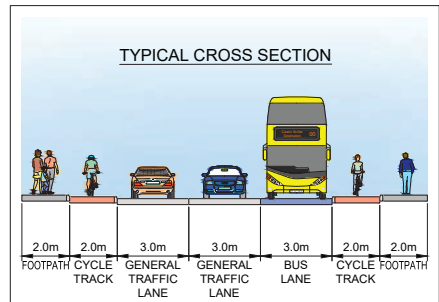 TYPICAL CROSS SECTION
2.0m 2.0m 3.0m 3.0m 3.0m 2.0m 2.0m
FOOTPATH CYCLE TRACK GENERAL TRAFFIC LANE GENERAL TRAFFIC LANE BUS LANE CYCLE TRACK FOOTPATH